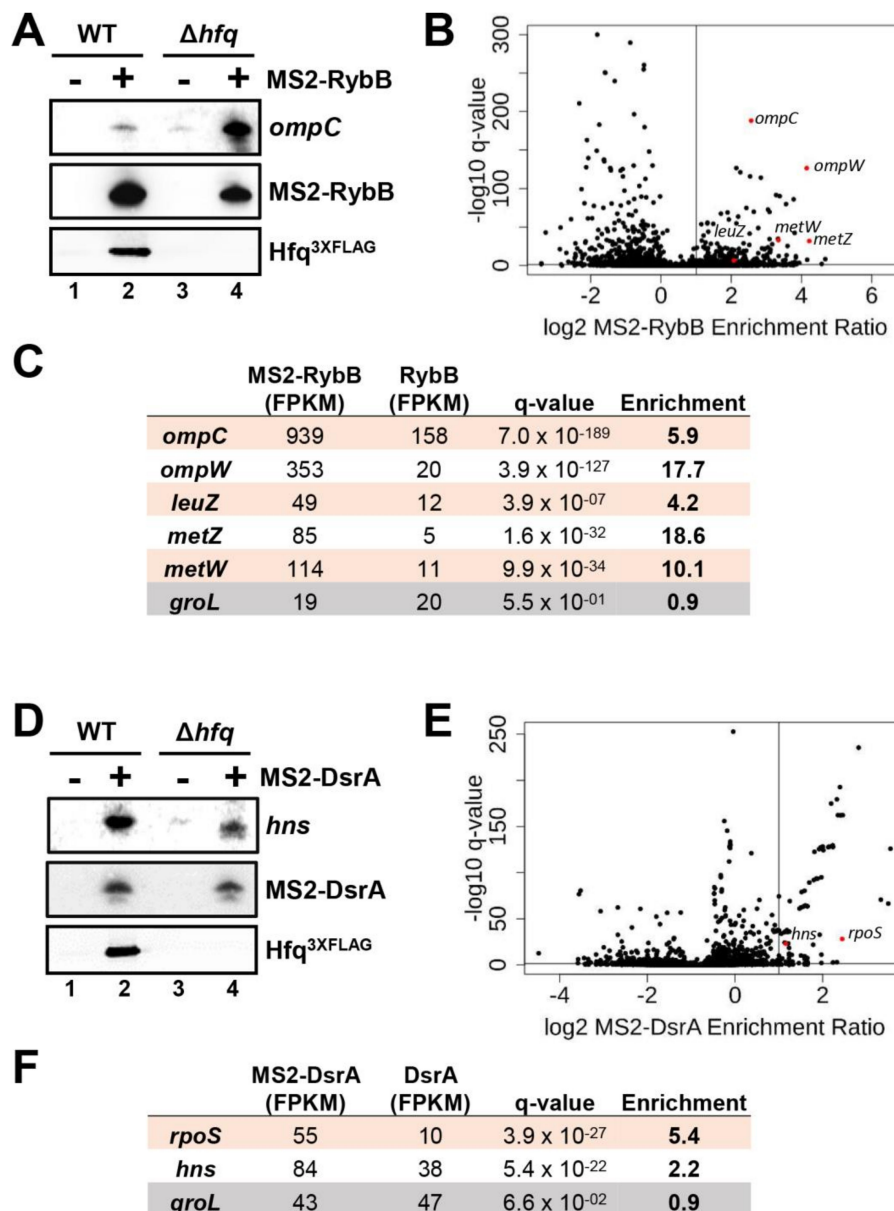 A
WT Δhfq
- + - + MS2-RybB
ompC
MS2-RybB
Hfq3XFLAG
1 2 3 4
B
300
200
100
0
-log10 q-value
ompC
ompW
leuZ
metW
metZ
-2 0 2 4 6
log2 MS2-RybB Enrichment Ratio
C
MS2-RybB (FPKM) RybB (FPKM) q-value Enrichment
ompC 939 158 7.0 x 10-189 5.9
ompW 353 20 3.9 x 10-127 17.7
leuZ 49 12 3.9 x 10-07 4.2
metZ 85 5 1.6 x 10-32 18.6
metW 114 11 9.9 x 10-34 10.1
groL 19 20 5.5 x 10-01 0.9
D
WT Δhfq
- + - + MS2-DsrA
hns
MS2-DsrA
Hfq3XFLAG
1 2 3 4
E
250
150
50
0
-log10 q-value
hns
rpoS
-4 -2 0 2
log2 MS2-DsrA Enrichment Ratio
F
MS2-DsrA (FPKM) DsrA (FPKM) q-value Enrichment
rpoS 55 10 3.9 x 10-27 5.4
hns 84 38 5.4 x 10-22 2.2
groL 43 47 6.6 x 10-02 0.9